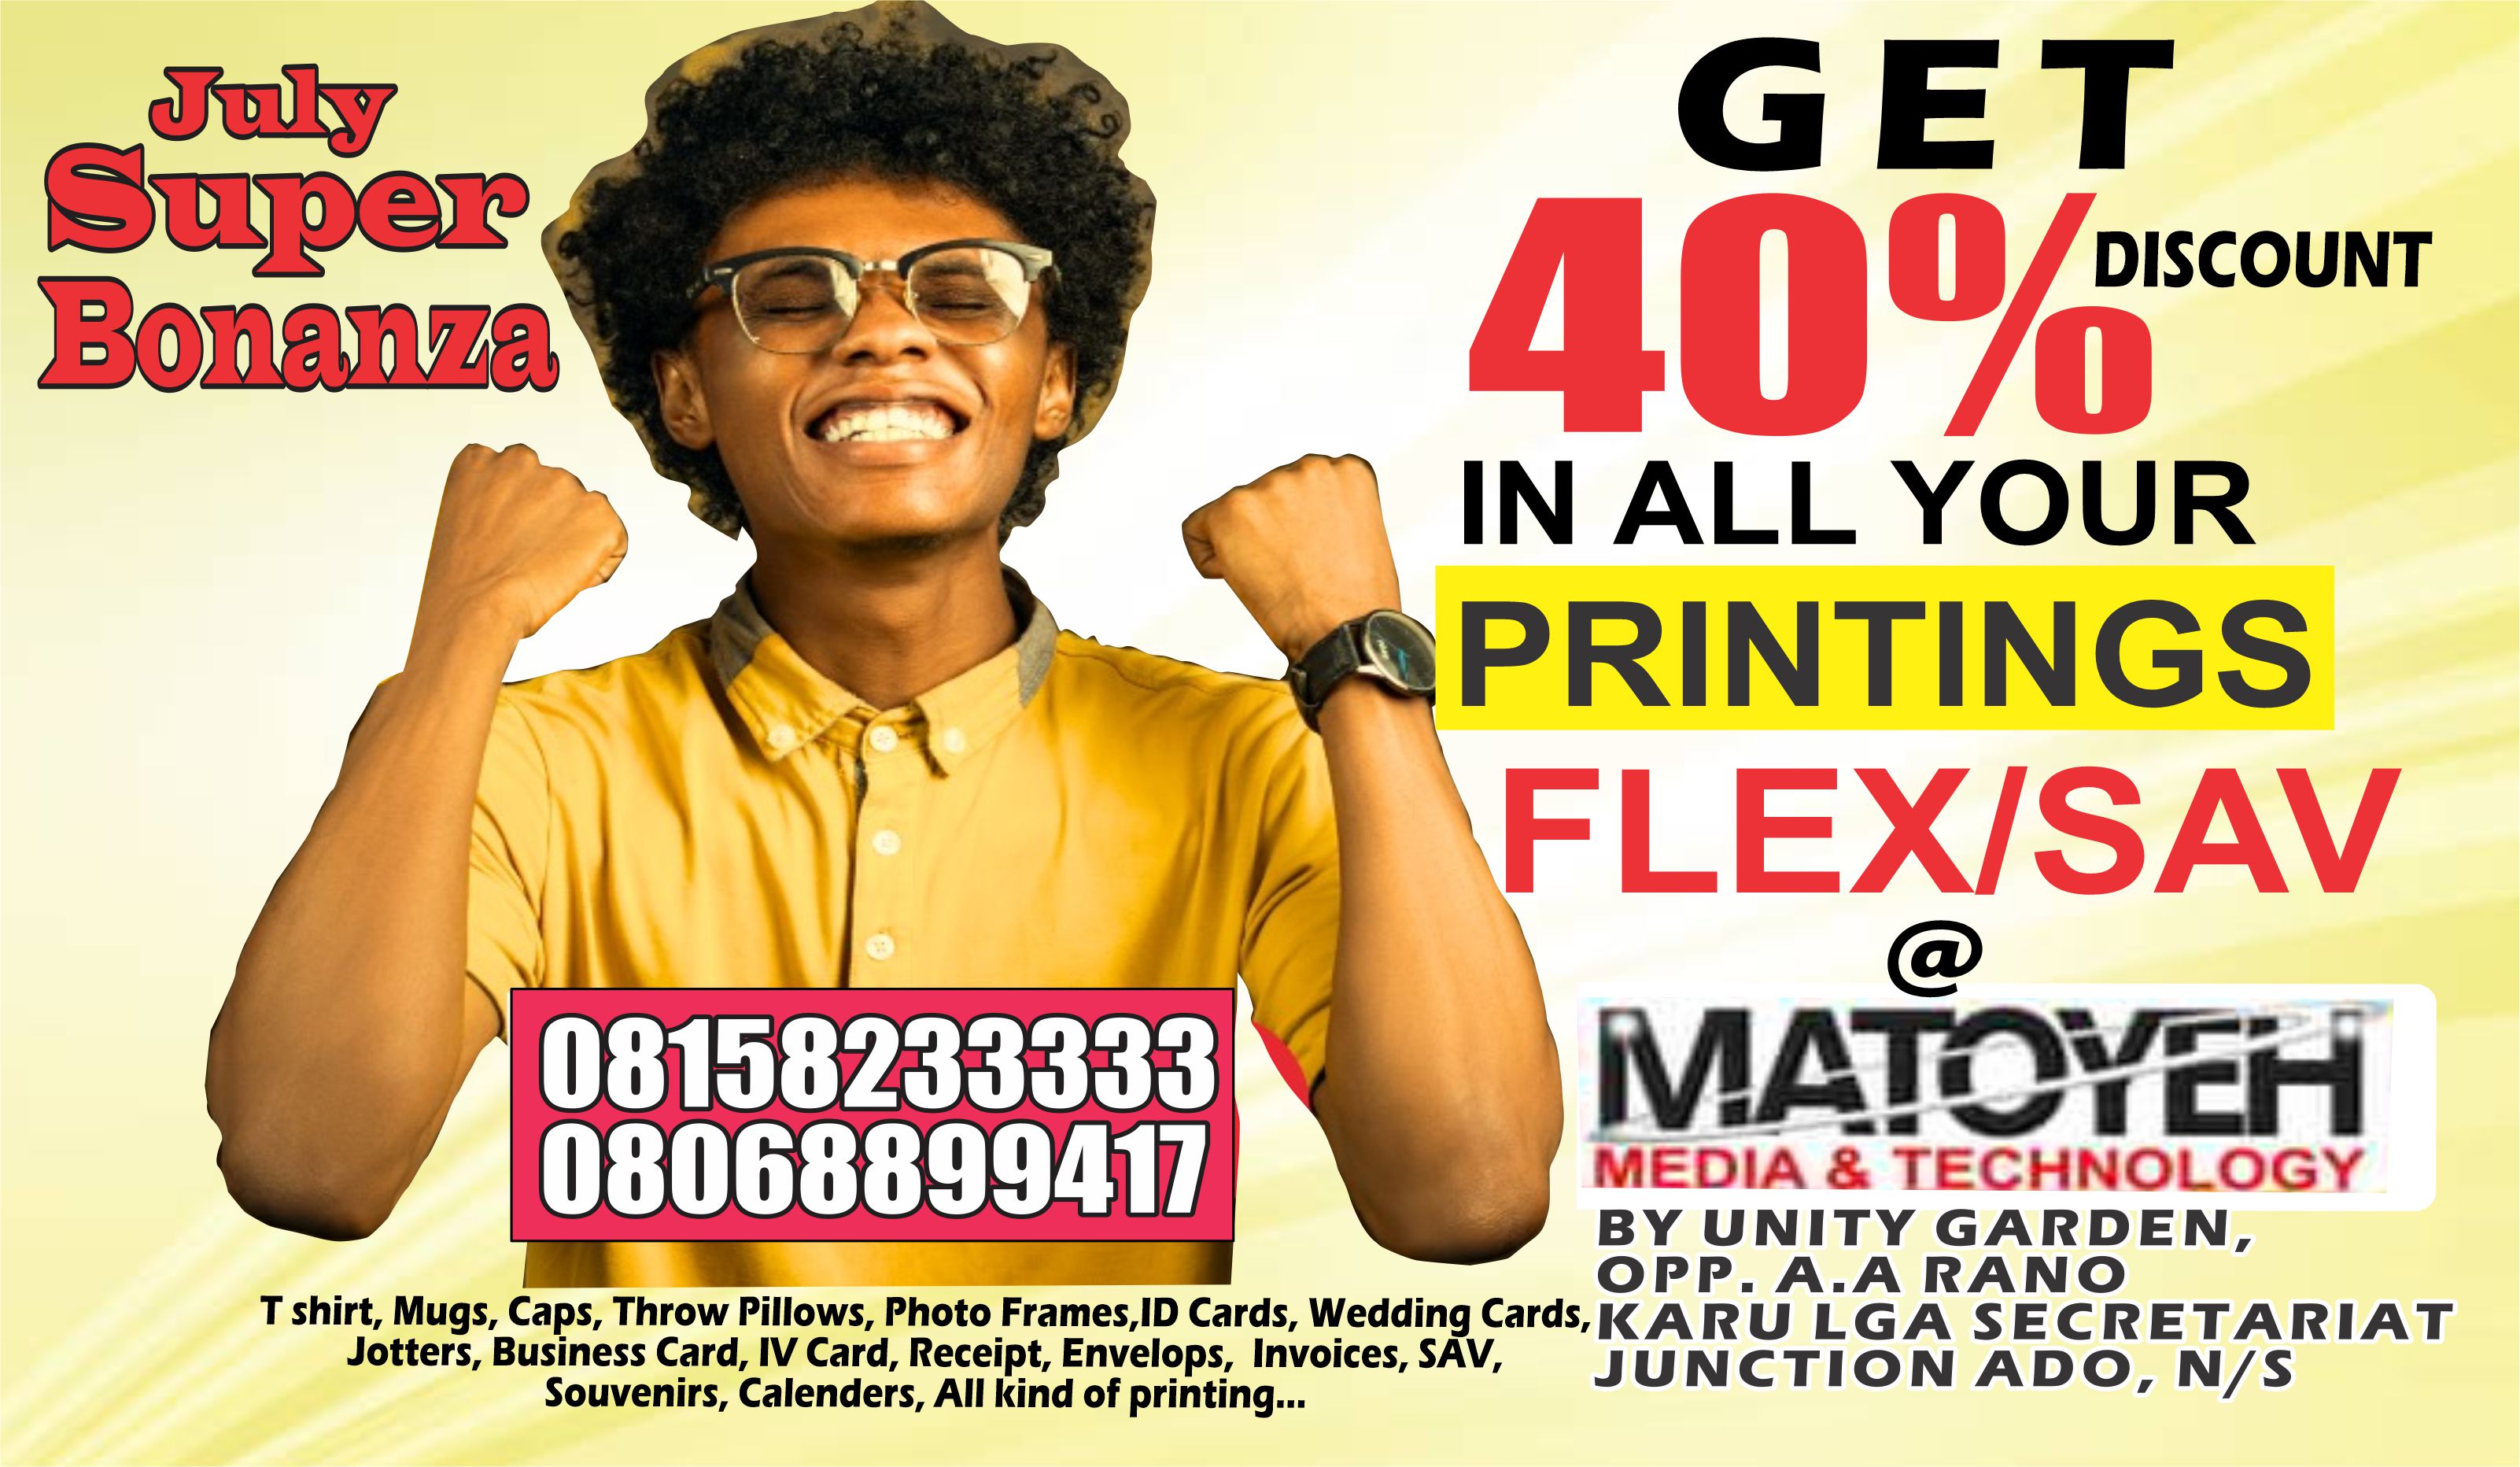 July
Super
Bonanza
GET
40% DISCOUNT
IN ALL YOUR
PRINTINGS
FLEX/SAV
@
MATOYEH
MEDIA & TECHNOLOGY
BY UNITY GARDEN,
OPP. A.A RANO
KARU LGA SECRETARIAT
JUNCTION ADO, N/S
08158233333
08068899417
T shirt, Mugs, Caps, Throw Pillows, Photo Frames,ID Cards, Wedding Cards,
Jotters, Business Card, IV Card, Receipt, Envelops, Invoices, SAV,
Souvenirs, Calenders, All kind of printing...